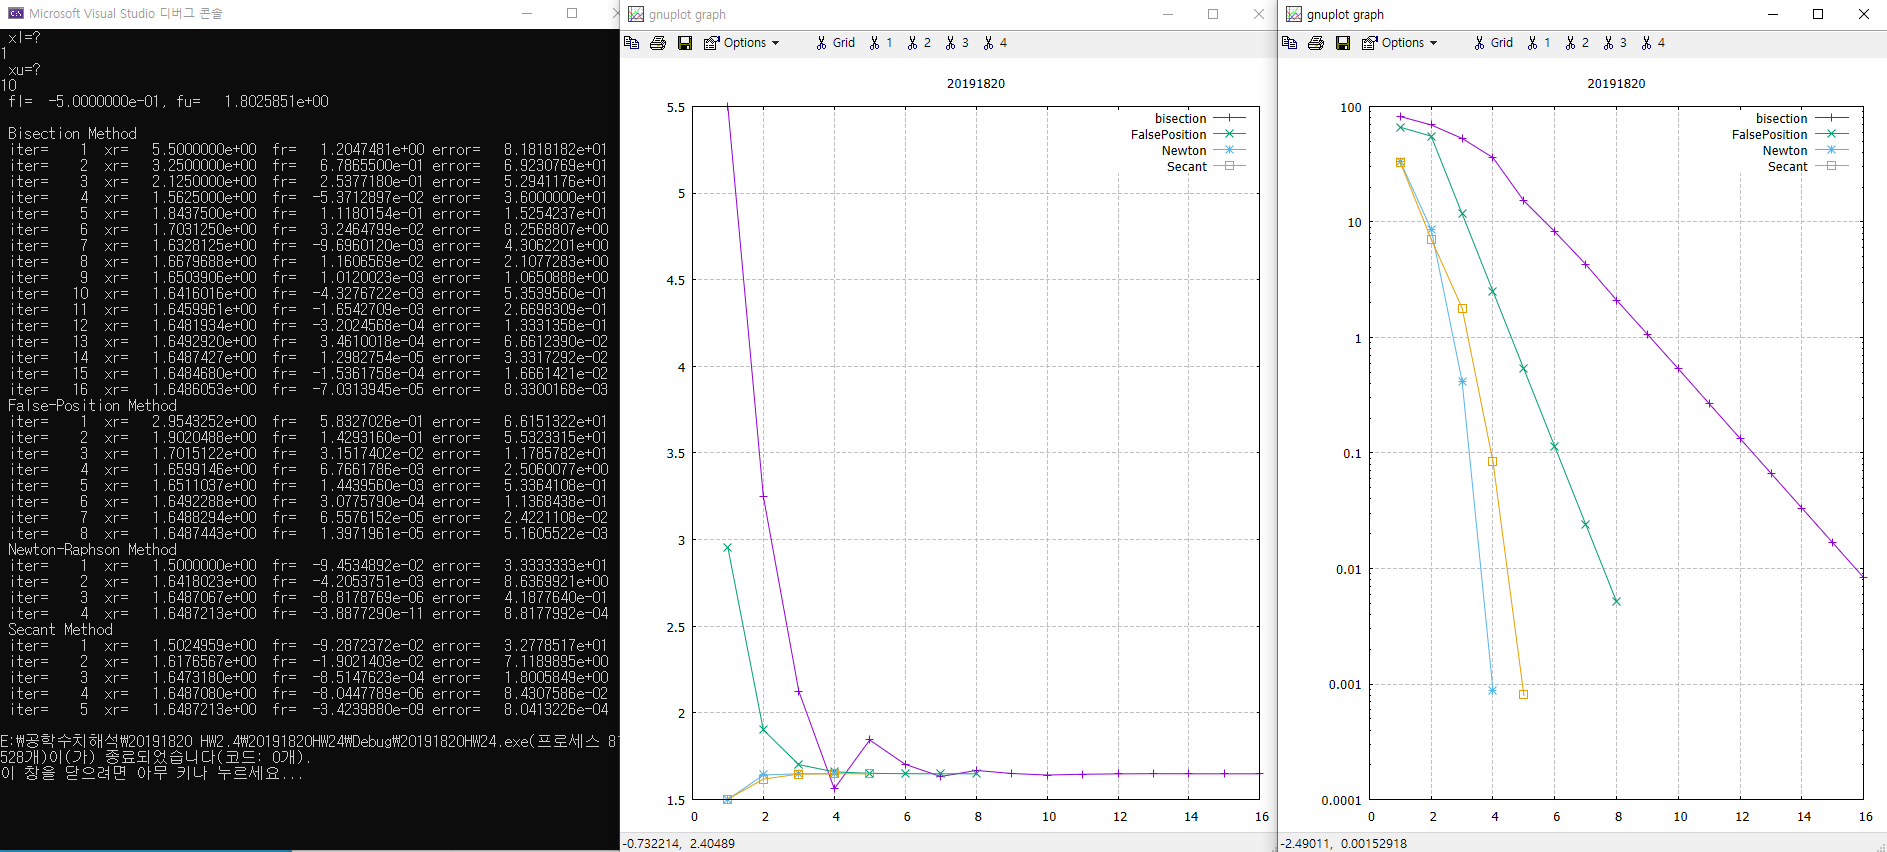 Microsoft Visual Studio 디버그 콘솔
xl=?
1
xu=?
10
fl=  -5.0000000e-01, fu=   1.8025851e+00
Bisection Method
iter=    1  xr=   5.5000000e+00  fr=   1.2047481e+00 error=   8.1818182e+01
iter=    2  xr=   3.2500000e+00  fr=   6.7865500e-01 error=   6.9230769e+01
iter=    3  xr=   2.1250000e+00  fr=   2.5377180e-01 error=   5.2941176e+01
iter=    4  xr=   1.5625000e+00  fr=  -5.3712897e-02 error=   3.6000000e+01
iter=    5  xr=   1.8437500e+00  fr=   1.1180154e-01 error=   1.5254237e+01
iter=    6  xr=   1.7031250e+00  fr=   3.2464799e-02 error=   8.2568807e+00
iter=    7  xr=   1.6328125e+00  fr=  -9.6960120e-03 error=   4.3062201e+00
iter=    8  xr=   1.6679688e+00  fr=   1.1606569e-02 error=   2.1077283e+00
iter=    9  xr=   1.6503906e+00  fr=   1.0120023e-03 error=   1.0650888e+00
iter=   10  xr=   1.6416016e+00  fr=  -4.3276722e-03 error=   5.3539560e-01
iter=   11  xr=   1.6459961e+00  fr=  -1.6542709e-03 error=   2.6698309e-01
iter=   12  xr=   1.6481934e+00  fr=  -3.2024568e-04 error=   1.3331358e-01
iter=   13  xr=   1.6492920e+00  fr=   3.4610018e-04 error=   6.6612390e-02
iter=   14  xr=   1.6487427e+00  fr=   1.2982754e-05 error=   3.3317292e-02
iter=   15  xr=   1.6484680e+00  fr=  -1.5361758e-04 error=   1.6661421e-02
iter=   16  xr=   1.6486053e+00  fr=  -7.0313945e-05 error=   8.3300168e-03
False-Position Method
iter=    1  xr=   2.9543252e+00  fr=   5.8327026e-01 error=   6.6151322e+01
iter=    2  xr=   1.9020488e+00  fr=   1.4293160e-01 error=   5.5323315e+01
iter=    3  xr=   1.7015122e+00  fr=   3.1517402e-02 error=   1.1785782e+01
iter=    4  xr=   1.6599146e+00  fr=   6.7661786e-03 error=   2.5060077e+00
iter=    5  xr=   1.6511037e+00  fr=   1.4439560e-03 error=   5.3364108e-01
iter=    6  xr=   1.6492288e+00  fr=   3.0775790e-04 error=   1.1368438e-01
iter=    7  xr=   1.6488294e+00  fr=   6.5576152e-05 error=   2.4221108e-02
iter=    8  xr=   1.6487443e+00  fr=   1.3971961e-05 error=   5.1605522e-03
Newton-Raphson Method
iter=    1  xr=   1.5000000e+00  fr=  -9.4534892e-02 error=   3.3333333e+01
iter=    2  xr=   1.6418023e+00  fr=  -4.2053751e-03 error=   8.6369921e+00
iter=    3  xr=   1.6487067e+00  fr=  -8.8178769e-06 error=   4.1877640e-01
iter=    4  xr=   1.6487213e+00  fr=  -3.8877290e-11 error=   8.8177992e-04
Secant Method
iter=    1  xr=   1.5024959e+00  fr=  -9.2872372e-02 error=   3.2778517e+01
iter=    2  xr=   1.6176567e+00  fr=  -1.9021403e-02 error=   7.1189895e+00
iter=    3  xr=   1.6473180e+00  fr=  -8.5147623e-04 error=   1.8005849e+00
iter=    4  xr=   1.6487080e+00  fr=  -8.0447789e-06 error=   8.4307586e-02
iter=    5  xr=   1.6487213e+00  fr=  -3.4239880e-09 error=   8.0413226e-04
E:₩공학수치해석₩20191820 HW2.4₩20191820HW24₩Debug₩20191820HW24.exe(프로세스
528개)이(가) 종료되었습니다(코드: 0개).
이 창을 닫으려면 아무 키나 누르세요...
gnuplot graph
Options Grid 1 2 3 4
20191820
bisection
FalsePosition
Newton
Secant
5.5
5
4.5
4
3.5
3
2.5
2
1.5
0 2 4 6 8 10 12 14 16
-0.732214, 2.40489
gnuplot graph
Options Grid 1 2 3 4
20191820
bisection
FalsePosition
Newton
Secant
100
10
1
0.1
0.01
0.001
0.0001
0 2 4 6 8 10 12 14 16
-2.49011, 0.00152918